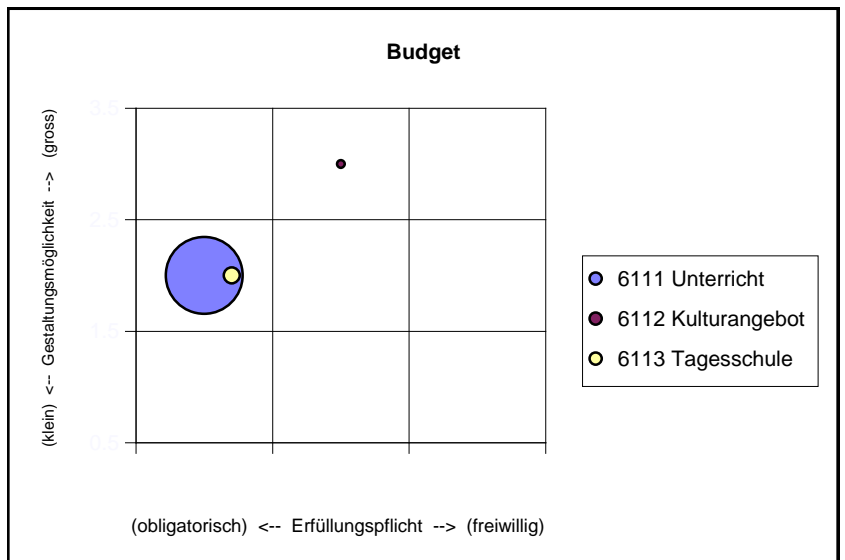 Budget
3.5
2.5
1.5
0.5
(klein) <-- Gestaltungsmöglichkeit --> (gross)
(obligatorisch) <-- Erfüllungspflicht --> (freiwillig)
6111 Unterricht
6112 Kulturangebot
6113 Tagesschule